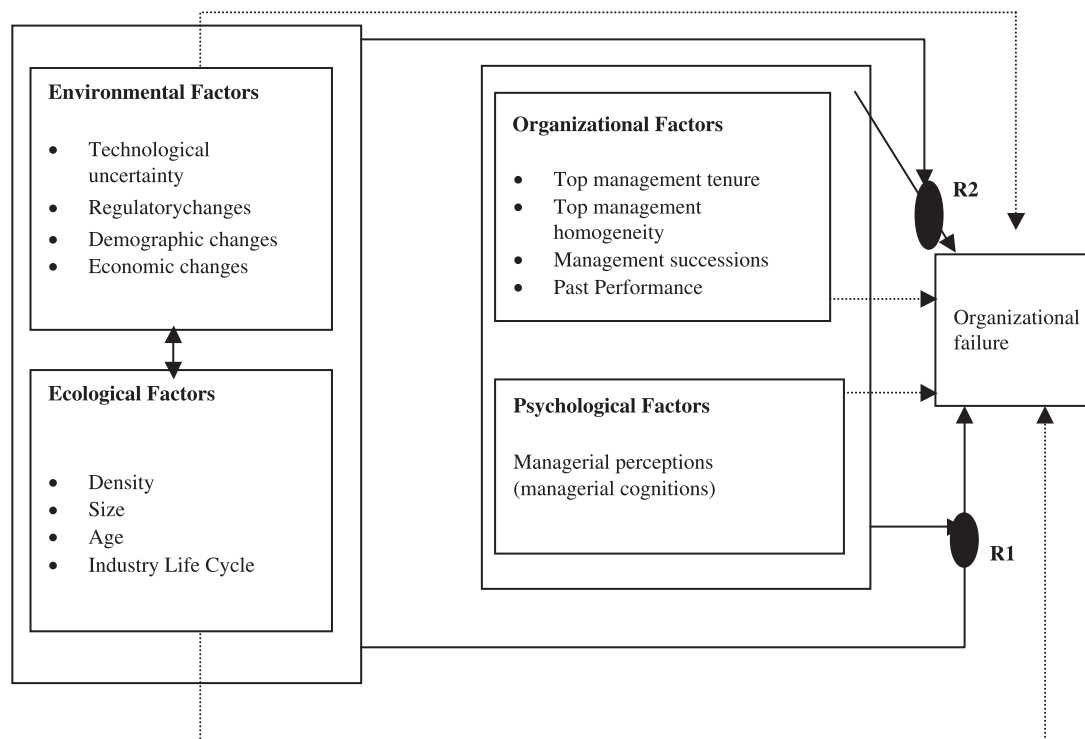 Environmental Factors
• Technological
uncertainty
• Regulatorychanges
• Demographic changes
• Economic changes
Ecological Factors
• Density
• Size
• Age
• Industry Life Cycle
Organizational Factors
• Top management tenure
• Top management
homogeneity
• Management successions
• Past Performance
Psychological Factors
Managerial perceptions
(managerial cognitions)
R2
Organizational
failure
R1